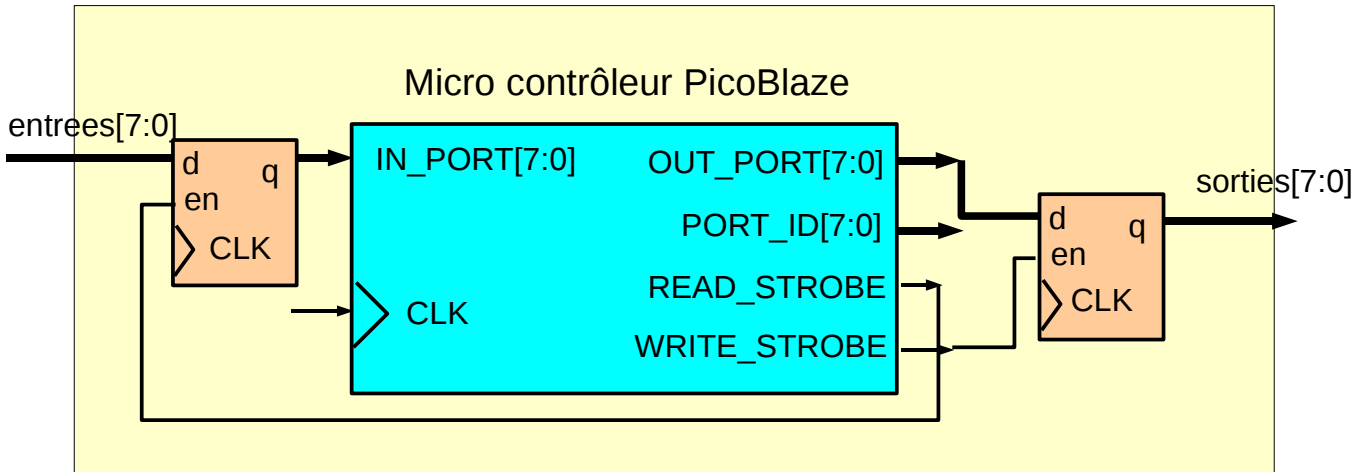 Micro contrôleur PicoBlaze
entrees[7:0]
d
q
en
CLK
IN_PORT[7:0]
CLK
OUT_PORT[7:0]
PORT_ID[7:0]
READ_STROBE
WRITE_STROBE
d
q
en
CLK
sorties[7:0]